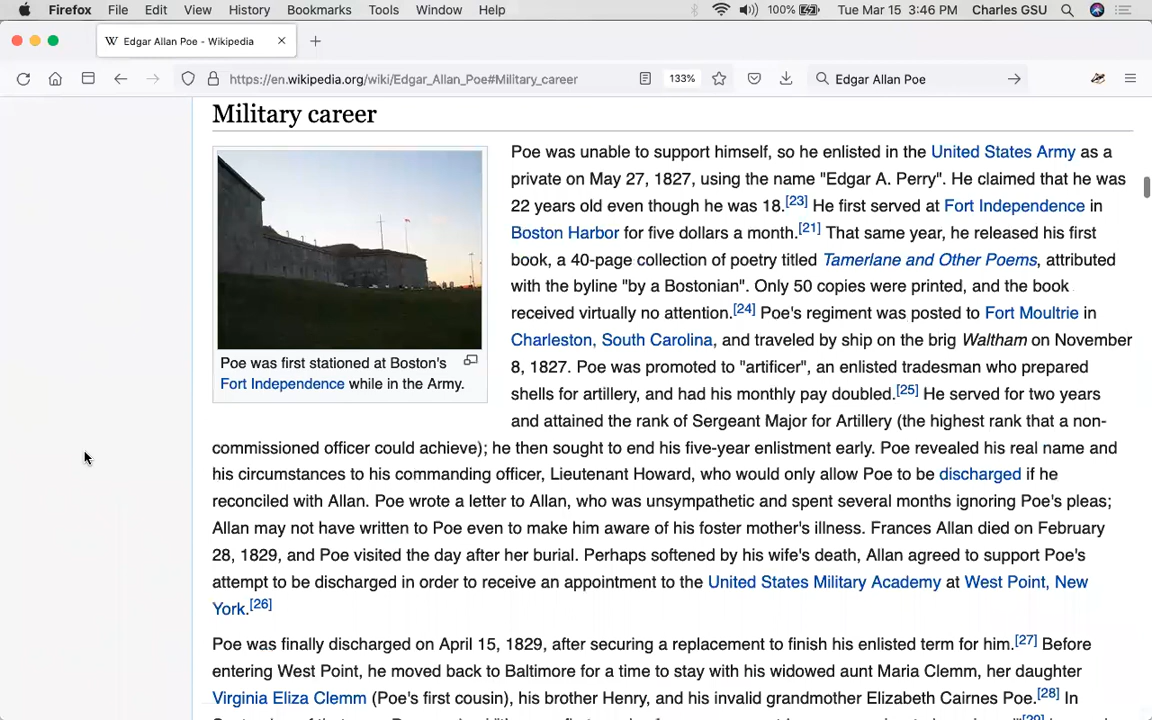 Firefox File Edit View History Bookmarks Tools Window Help 100% Tue Mar 15 3:46 PM Charles GSU
W Edgar Allan Poe - Wikipedia
https://en.wikipedia.org/wiki/Edgar_Allan_Poe#Military_career 133% Edgar Allan Poe
Military career
Poe was unable to support himself, so he enlisted in the United States Army as a
private on May 27, 1827, using the name "Edgar A. Perry". He claimed that he was
22 years old even though he was 18.[23] He first served at Fort Independence in
Boston Harbor for five dollars a month.[21] That same year, he released his first
book, a 40-page collection of poetry titled Tamerlane and Other Poems, attributed
with the byline "by a Bostonian". Only 50 copies were printed, and the book
received virtually no attention.[24] Poe's regiment was posted to Fort Moultrie in
Charleston, South Carolina, and traveled by ship on the brig Waltham on November
8, 1827. Poe was promoted to "artificer", an enlisted tradesman who prepared
shells for artillery, and had his monthly pay doubled.[25] He served for two years
and attained the rank of Sergeant Major for Artillery (the highest rank that a non-
Poe was first stationed at Boston's
Fort Independence while in the Army.
commissioned officer could achieve); he then sought to end his five-year enlistment early. Poe revealed his real name and
his circumstances to his commanding officer, Lieutenant Howard, who would only allow Poe to be discharged if he
reconciled with Allan. Poe wrote a letter to Allan, who was unsympathetic and spent several months ignoring Poe's pleas;
Allan may not have written to Poe even to make him aware of his foster mother's illness. Frances Allan died on February
28, 1829, and Poe visited the day after her burial. Perhaps softened by his wife's death, Allan agreed to support Poe's
attempt to be discharged in order to receive an appointment to the United States Military Academy at West Point, New
York.[26]
Poe was finally discharged on April 15, 1829, after securing a replacement to finish his enlisted term for him.[27] Before
entering West Point, he moved back to Baltimore for a time to stay with his widowed aunt Maria Clemm, her daughter
Virginia Eliza Clemm (Poe's first cousin), his brother Henry, and his invalid grandmother Elizabeth Cairnes Poe.[28] In